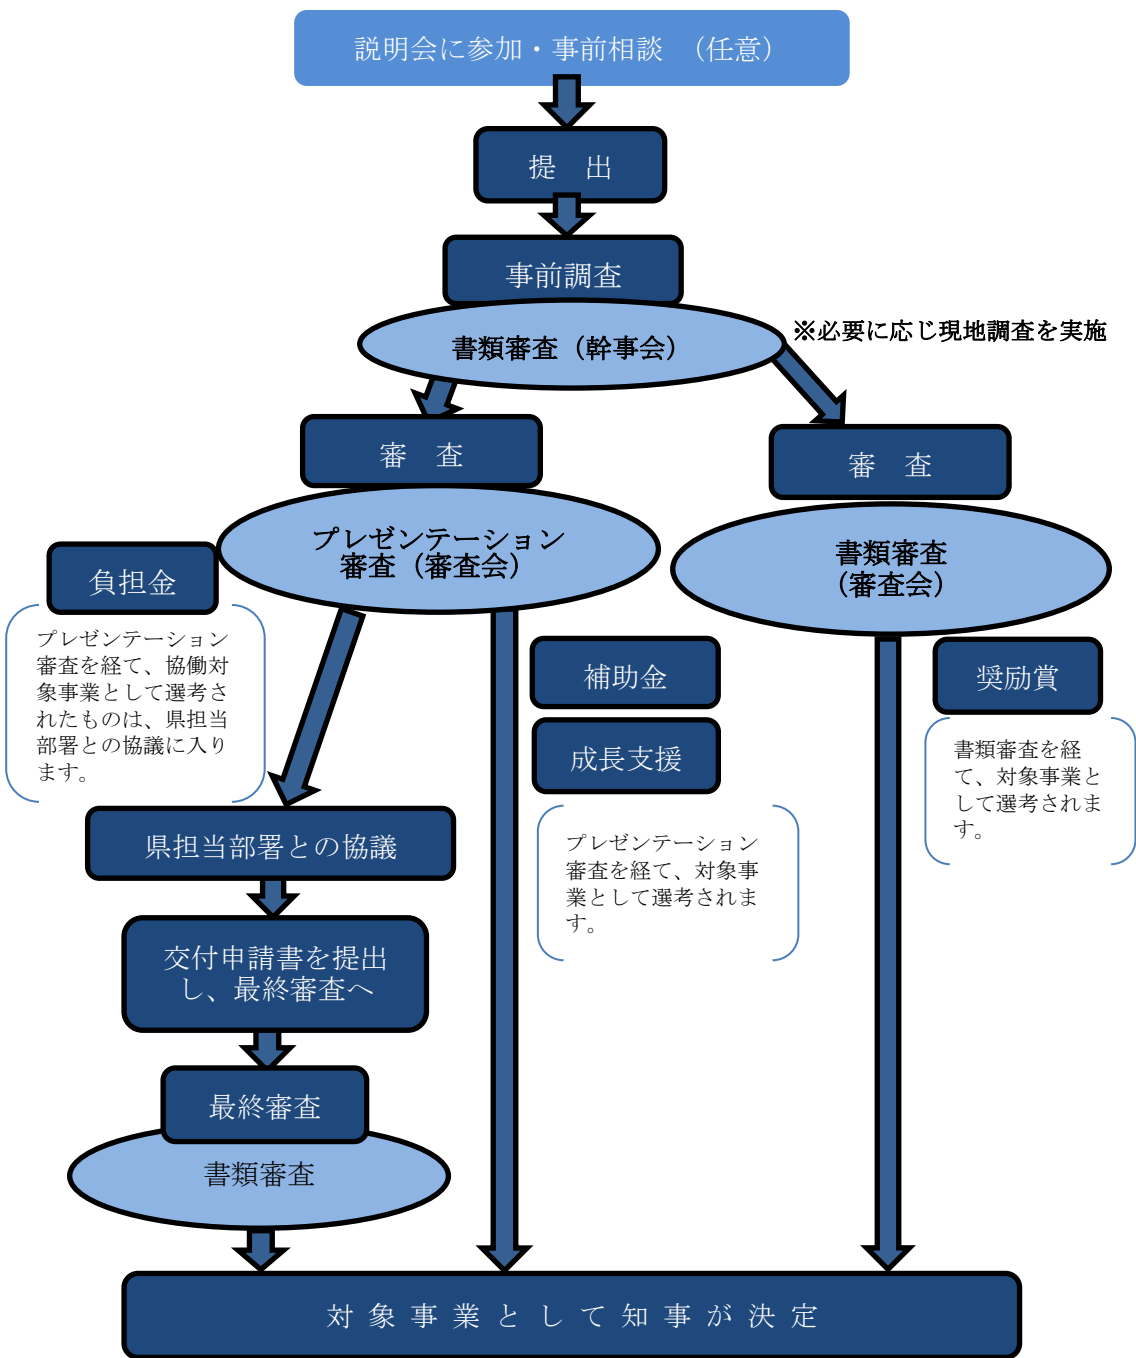 説明会に参加・事前相談　（任意）
提　出
事前調査
書類審査（幹事会）
※必要に応じ現地調査を実施
審　査
プレゼンテーション
審査（審査会）
審　査
書類審査
（審査会）
負担金
プレゼンテーション
審査を経て、協働対
象事業として選考さ
れたものは、県担当
部署との協議に入り
ます。
補助金
成長支援
プレゼンテーション
審査を経て、対象事
業として選考されま
す。
奨励賞
書類審査を経
て、対象事業と
して選考されま
す。
県担当部署との協議
交付申請書を提出
し、最終審査へ
最終審査
書類審査
対 象 事 業 と し て 知 事 が 決 定